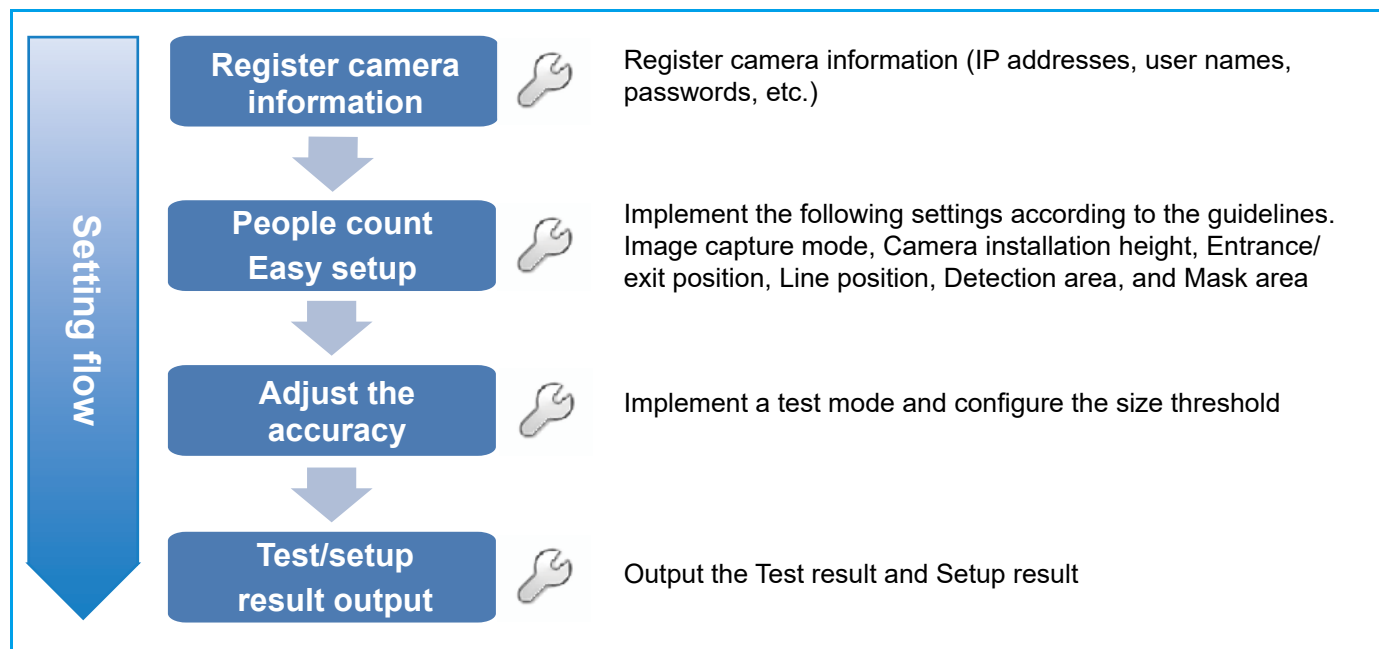 Setting flow
Register camera
information
Register camera information (IP addresses, user names,
passwords, etc.)
People count
Easy setup
Implement the following settings according to the guidelines.
Image capture mode, Camera installation height, Entrance/
exit position, Line position, Detection area, and Mask area
Adjust the
accuracy
Implement a test mode and configure the size threshold
Test/setup
result output
Output the Test result and Setup result